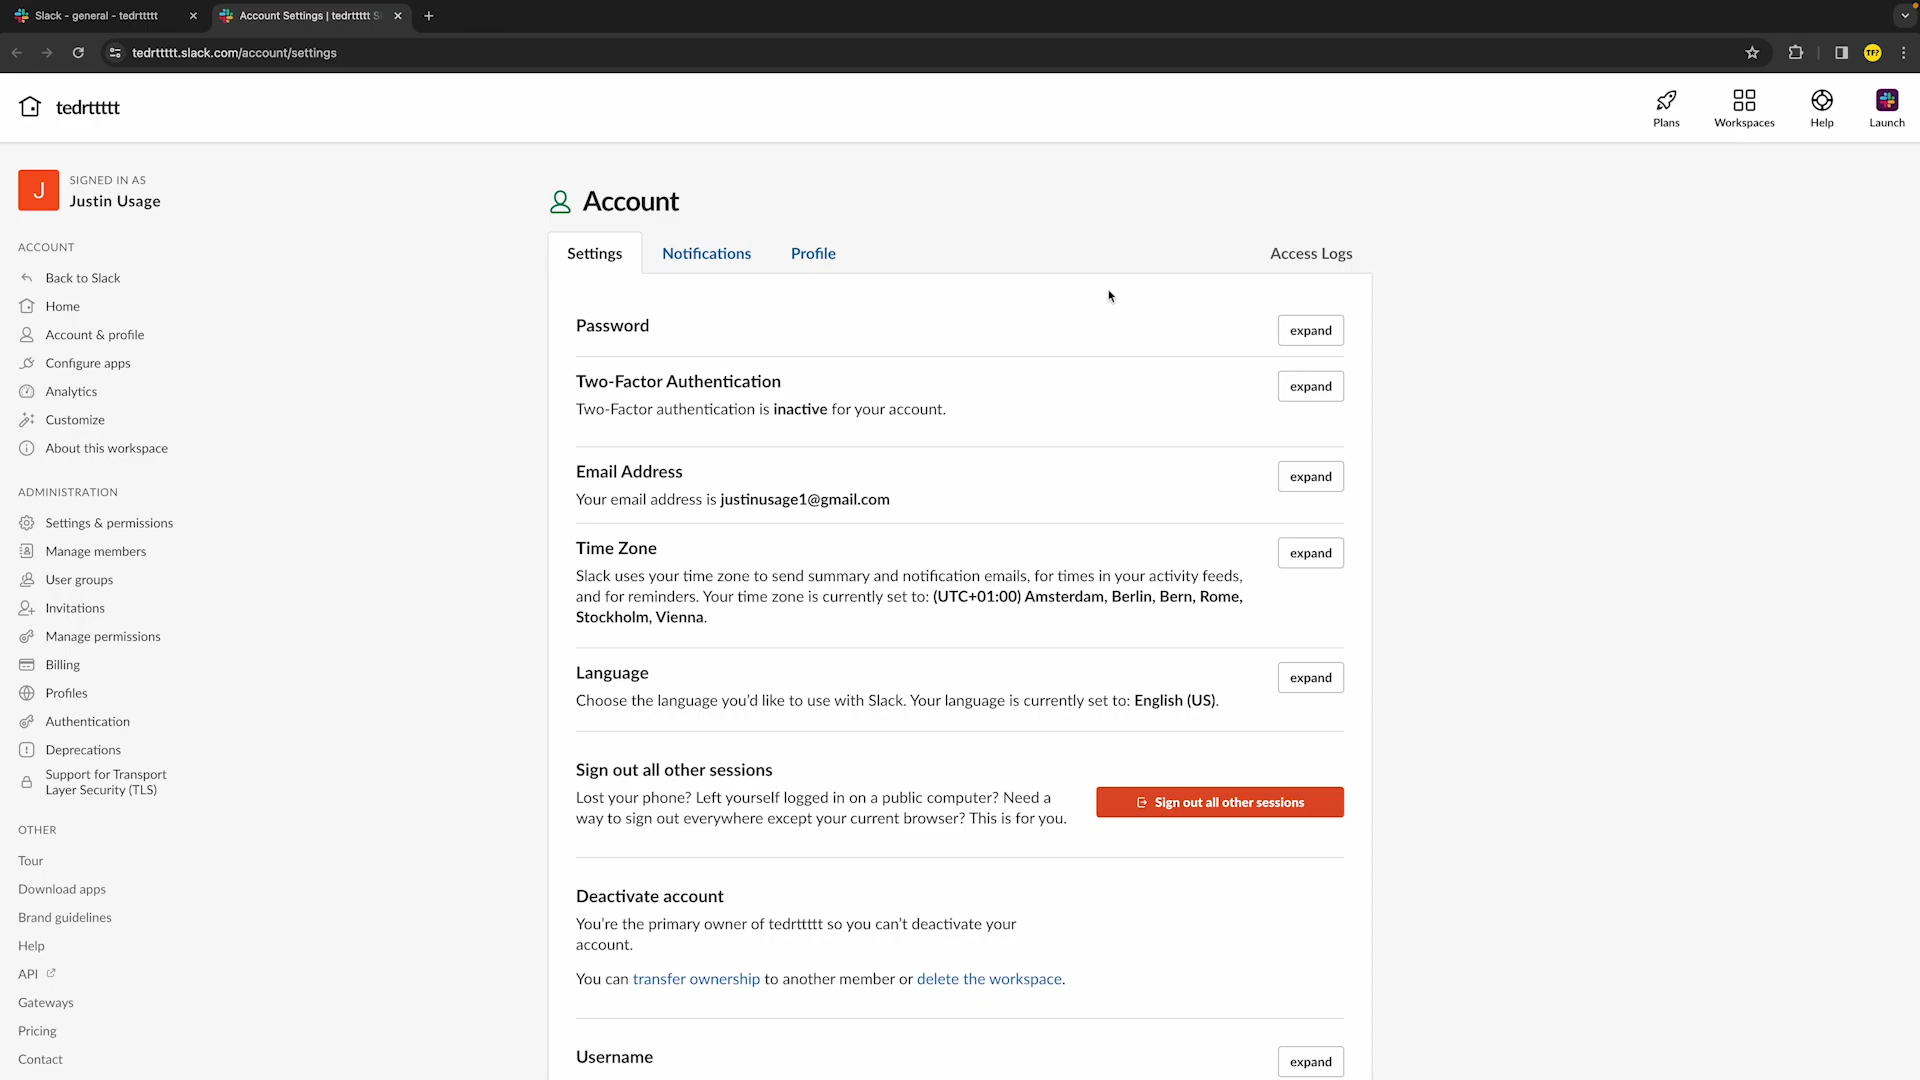 Slack - general - tedrttttt
Account Settings | tedrttttt S
tedrttttt.slack.com/account/settings
TF?
tedrttttt
Plans
Workspaces
Help
Launch
J
SIGNED IN AS
Justin Usage
ACCOUNT
Back to Slack
Home
Account & profile
Configure apps
Analytics
Customize
About this workspace
ADMINISTRATION
Settings & permissions
Manage members
User groups
Invitations
Manage permissions
Billing
Profiles
Authentication
Deprecations
Support for Transport
Layer Security (TLS)
OTHER
Tour
Download apps
Brand guidelines
Help
API
Gateways
Pricing
Contact
Account
Settings
Notifications
Profile
Access Logs
Password
expand
Two-Factor Authentication
expand
Two-Factor authentication is inactive for your account.
Email Address
expand
Your email address is justinusage1@gmail.com
Time Zone
expand
Slack uses your time zone to send summary and notification emails, for times in your activity feeds,
and for reminders. Your time zone is currently set to: (UTC+01:00) Amsterdam, Berlin, Bern, Rome,
Stockholm, Vienna.
Language
expand
Choose the language you'd like to use with Slack. Your language is currently set to: English (US).
Sign out all other sessions
Lost your phone? Left yourself logged in on a public computer? Need a
way to sign out everywhere except your current browser? This is for you.
Sign out all other sessions
Deactivate account
You're the primary owner of tedrttttt so you can't deactivate your
account.
You can transfer ownership to another member or delete the workspace.
Username
expand